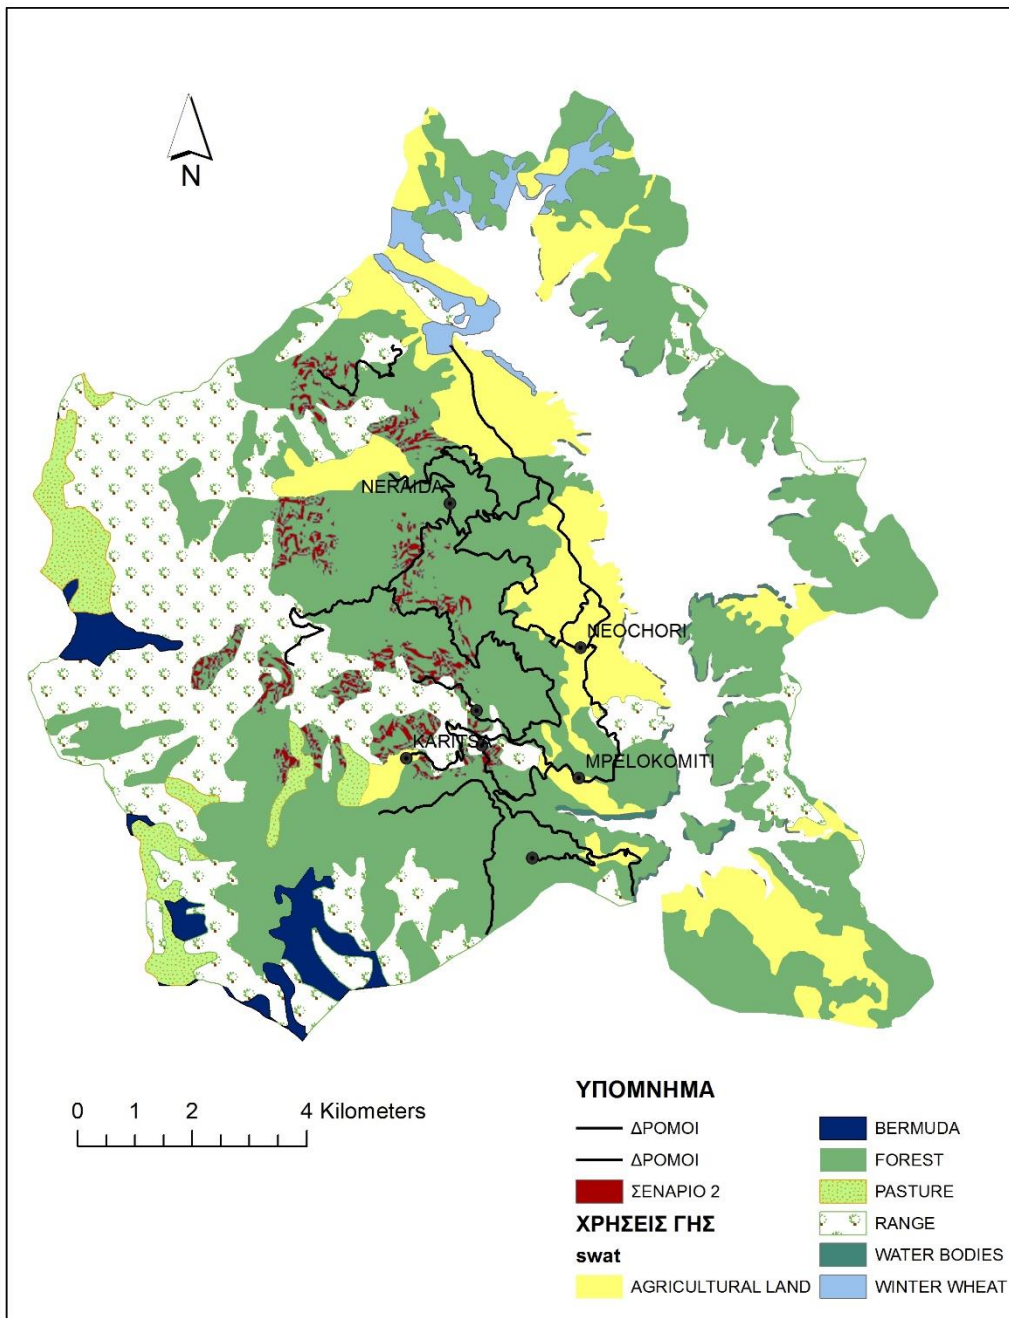 N
NERAIDA
NEOCHORI
KARITSA
MPELOKOMITI
0 1 2 4 Kilometers
ΥΠΟΜΝΗΜΑ
ΔΡΟΜΟΙ
ΔΡΟΜΟΙ
ΣΕΝΑΡΙΟ 2
ΧΡΗΣΕΙΣ ΓΗΣ
swat
AGRICULTURAL LAND
BERMUDA
FOREST
PASTURE
RANGE
WATER BODIES
WINTER WHEAT